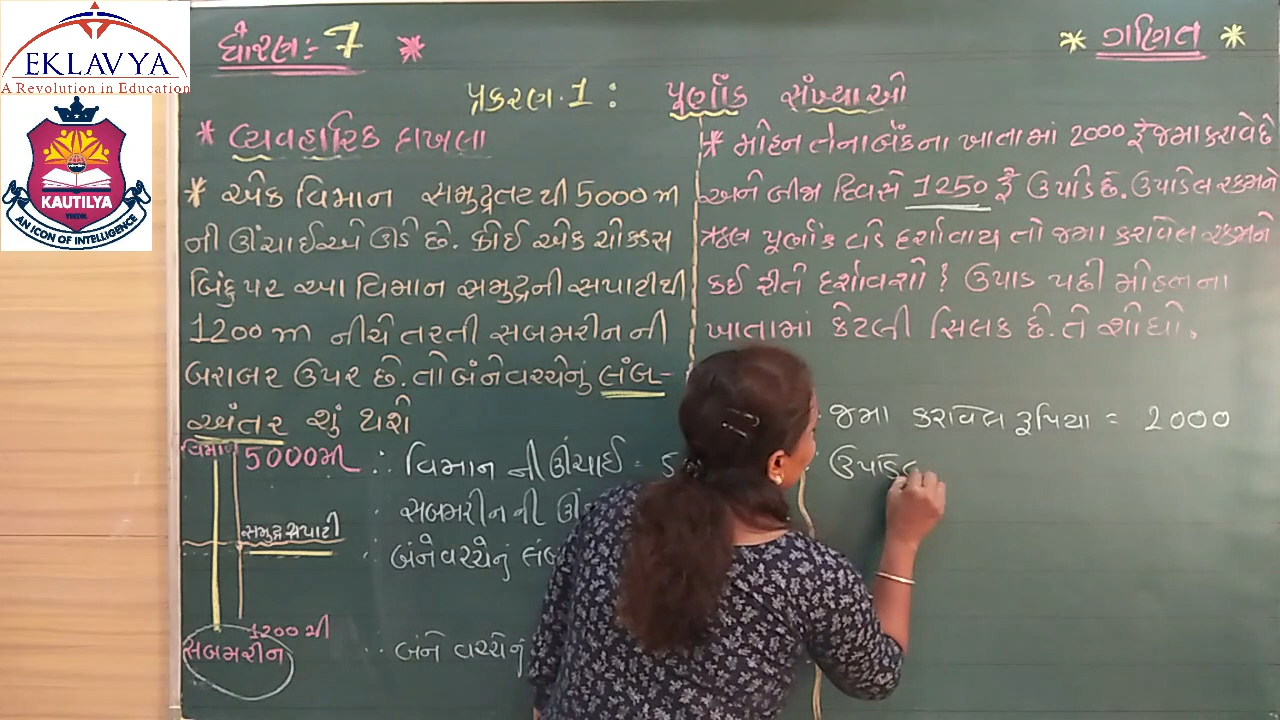 EKLAVYA
A Revolution in Education
KAUTILYA
AN ICON OF INTELLIGENCE
ધોરણ:- 7 *
* ગણિત *
પ્રકરણ.1 : પૂર્ણાંક સંખ્યાઓ
* વ્યવહારિક દાખલા
* એક વિમાન સમુદ્રતટથી 5000 m
ની ઊંચાઈએ ઊડે છે. કોઈ એક ચોક્કસ
બિંદુ પર આ વિમાન સમુદ્રની સપાટીથી
1200 m નીચે તરતી સબમરીન ની
બરાબર ઉપર છે. તો બંને વચ્ચેનું લંબ-
અંતર શું થશે
વિમાન 5000મી
સમુદ્ર સપાટી
1200 મી
સબમરીન
∴ વિમાન ની ઊંચાઈ = 5
સબમરીન ની
∴ બંને વચ્ચેનું
∴ બંને વચ્ચેનું
* મોહન તેના બેંકના ખાતામાં 2000 રૂ જમા કરાવે છે
અને બીજા દિવસે 1250 રૂ ઉપાડે છે. ઉપાડેલ રકમને
ઋણ પૂર્ણાંક વડે દર્શાવાય તો જમા કરાવેલ રકમને
કઈ રીતે દર્શાવશો ? ઉપાડ પછી મોહનના
ખાતામાં કેટલી સિલક છે. તે શોધો.
જમા કરાવેલ રૂપિયા = 2000
ઉપાડેલ